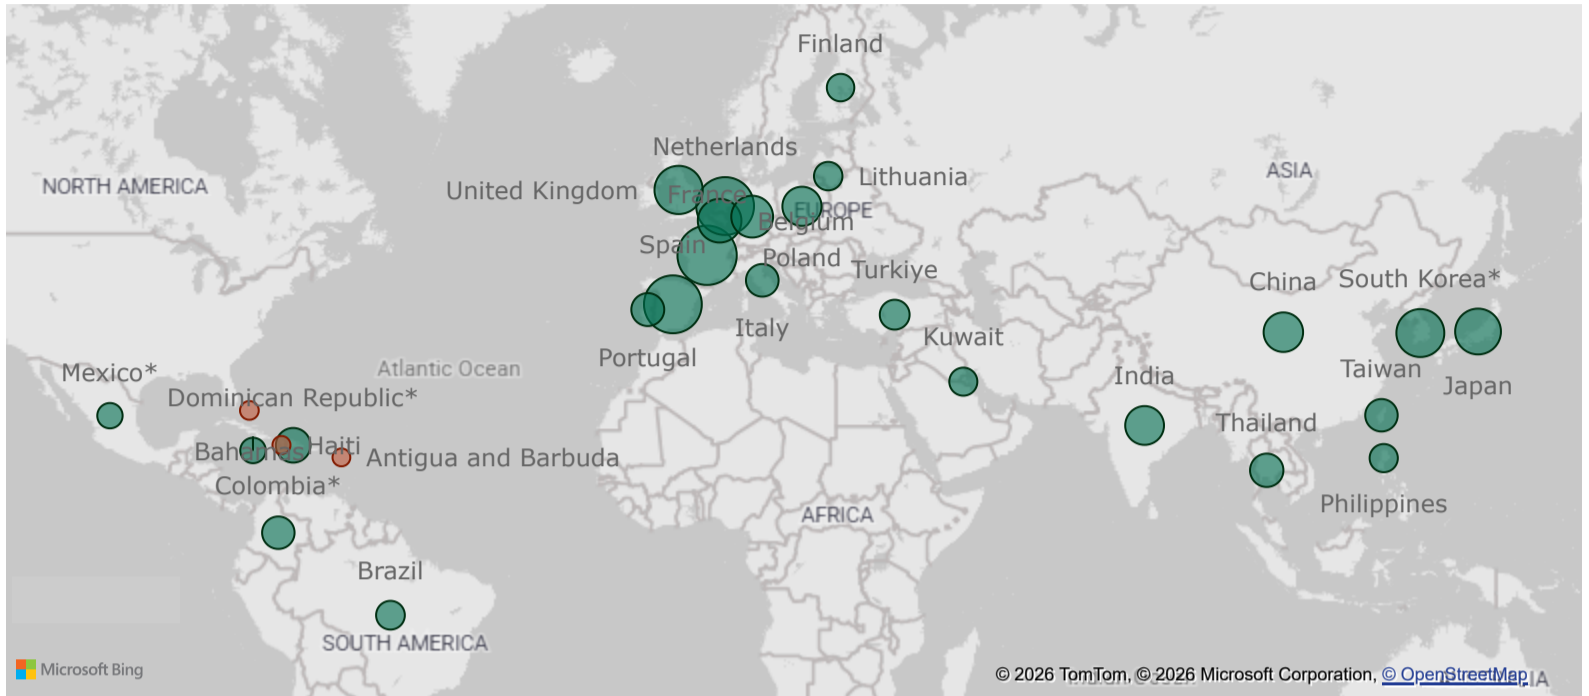 Finland
Netherlands
United Kingdom
France
Lithuania
EUROPE
Belgium
Spain
Poland
Turkiye
Italy
Portugal
Kuwait
NORTH AMERICA
ASIA
China
South Korea*
Taiwan
Japan
India
Thailand
Philippines
Atlantic Ocean
Mexico*
Dominican Republic*
Bahamas
Haiti
Antigua and Barbuda
Colombia*
AFRICA
Brazil
SOUTH AMERICA
Microsoft Bing
© 2026 TomTom, © 2026 Microsoft Corporation, © OpenStreetMap